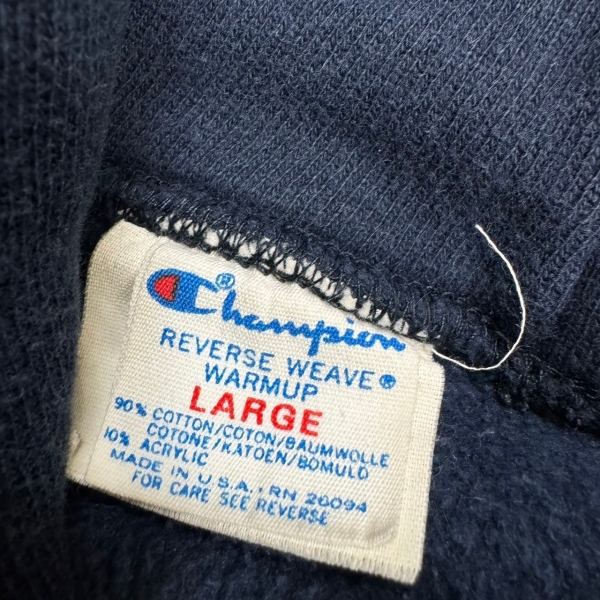 Champion®
REVERSE WEAVE®
WARMUP
LARGE
90% COTTON/COTON/BAUMWOLLE
COTONE/KATOEN/BOMULD
10% ACRYLIC
MADE IN U.S.A. RN 26094
FOR CARE SEE REVERSE